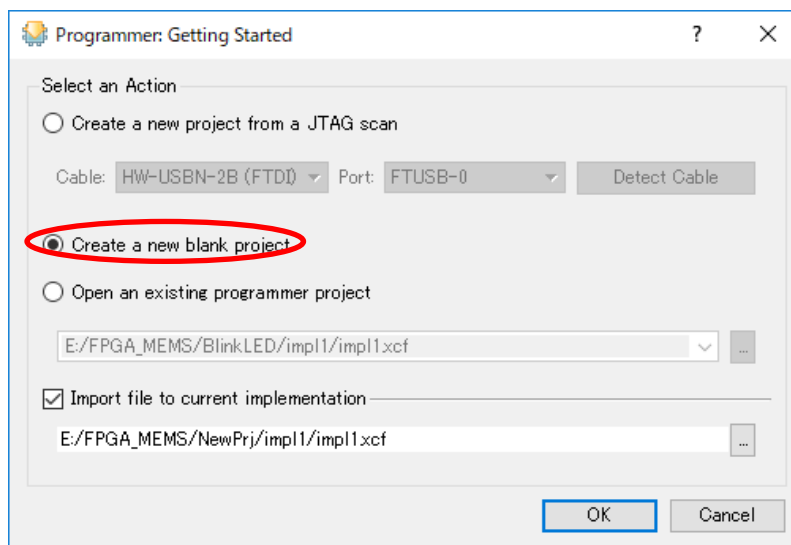 Programmer: Getting Started ?
Select an Action
Create a new project from a JTAG scan
Cable: HW-USBN-2B (FTDI) Port: FTUSB-0 Detect Cable
Create a new blank project
Open an existing programmer project
E:/FPGA_MEMS/BlinkLED/impl1/impl1.xcf ...
Import file to current implementation
E:/FPGA_MEMS/NewPrj/impl1/impl1.xcf ...
OK Cancel